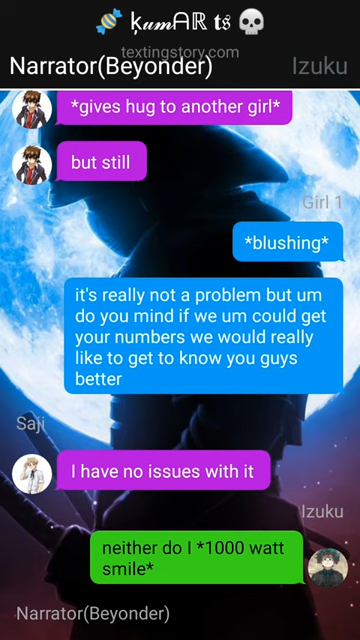 🍬 ķ𝓾𝓶ᗩℝ 𝖙𝖘 💀
textingstory.com
Narrator(Beyonder) Izuku
*gives hug to another girl*
but still
Girl 1
*blushing*
it's really not a problem but um
do you mind if we um could get
your numbers we would really
like to get to know you guys
better
Saji
I have no issues with it
Izuku
neither do I *1000 watt
smile*
Narrator(Beyonder)